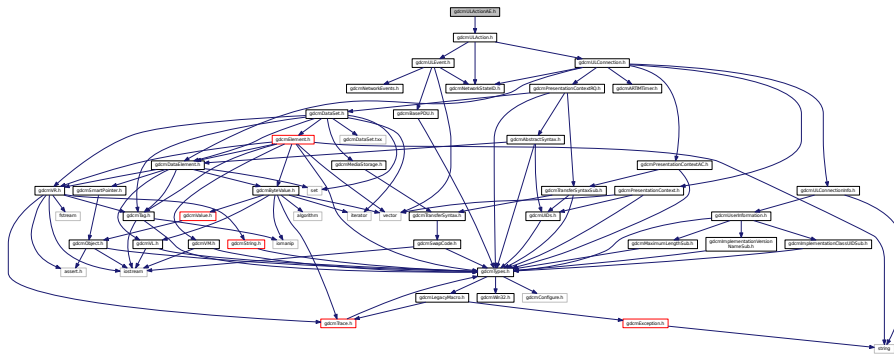 gdcmULActionAE.h
gdcmULAction.h
gdcmULEvent.h
gdcmULConnection.h
gdcmNetworkEvents.h
gdcmNetworkStateID.h
gdcmPresentationContextRQ.h
gdcmARTIMTimer.h
gdcmDataSet.h
gdcmBasePDU.h
gdcmElement.h
gdcmDataSet.txx
gdcmAbstractSyntax.h
gdcmDataElement.h
gdcmMediaStorage.h
gdcmPresentationContextAC.h
gdcmVR.h
gdcmSmartPointer.h
gdcmByteValue.h
set
gdcmTransferSyntaxSub.h
gdcmPresentationContext.h
gdcmULConnectionInfo.h
fstream
gdcmTag.h
gdcmValue.h
algorithm
iterator
vector
gdcmTransferSyntax.h
gdcmUIDs.h
gdcmUserInformation.h
gdcmObject.h
gdcmVL.h
gdcmVM.h
gdcmString.h
iomanip
gdcmSwapCode.h
gdcmMaximumLengthSub.h
gdcmImplementationVersion
NameSub.h
gdcmImplementationClassUIDSub.h
assert.h
iostream
gdcmTypes.h
gdcmLegacyMacro.h
gdcmWin32.h
gdcmConfigure.h
gdcmTrace.h
gdcmException.h
string